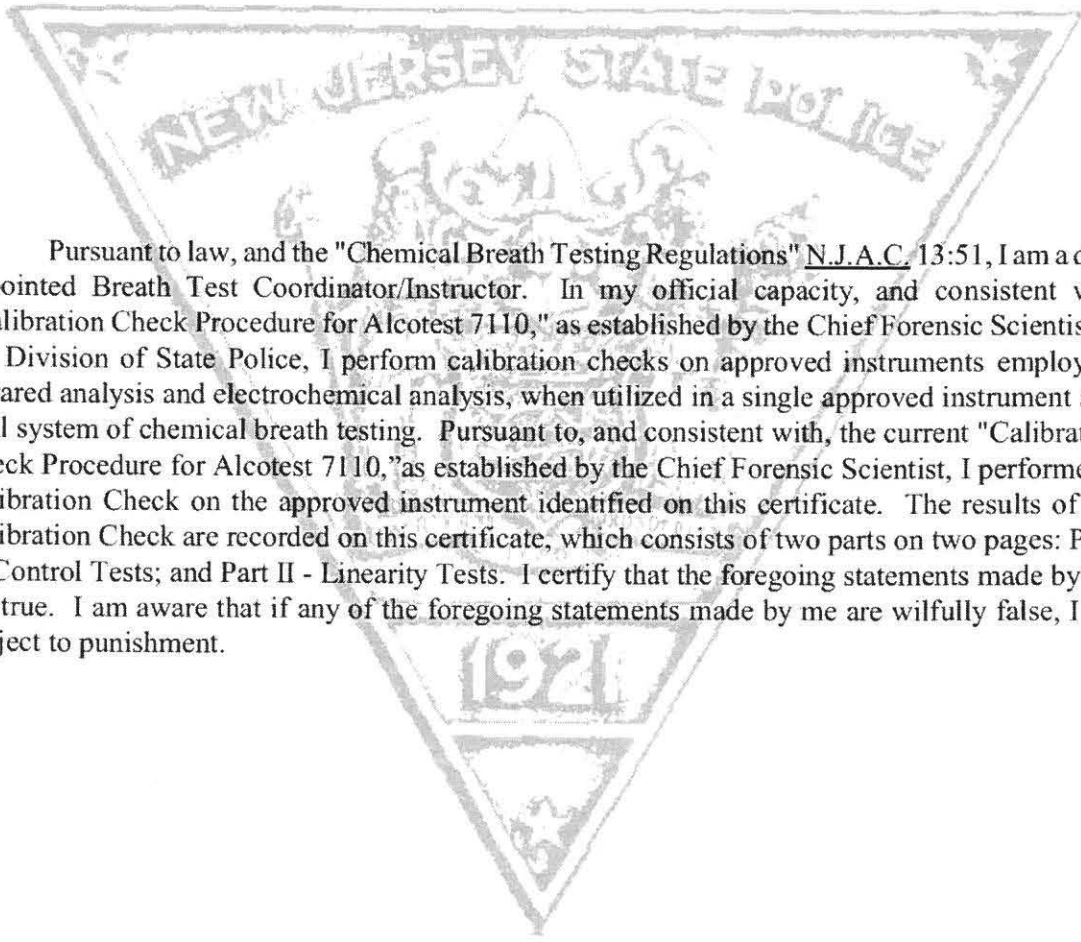 NEW JERSEY STATE POLICE
Pursuant to law, and the "Chemical Breath Testing Regulations" N.J.A.C. 13:51, I am a
ointed Breath Test Coordinator/Instructor. In my official capacity, and consistent
libration Check Procedure for Alcotest 7110," as established by the Chief Forensic Scientis
Division of State Police, I perform calibration checks on approved instruments employ
ared analysis and electrochemical analysis, when utilized in a single approved instrument
l system of chemical breath testing. Pursuant to, and consistent with, the current "Calibra
eck Procedure for Alcotest 7110,” as established by the Chief Forensic Scientist, I performe
ibration Check on the approved instrument identified on this certificate. The results of
ibration Check are recorded on this certificate, which consists of two parts on two pages: P
Control Tests; and Part II - Linearity Tests. I certify that the foregoing statements made by
true. I am aware that if any of the foregoing statements made by me are wilfully false, I
ject to punishment.
1921